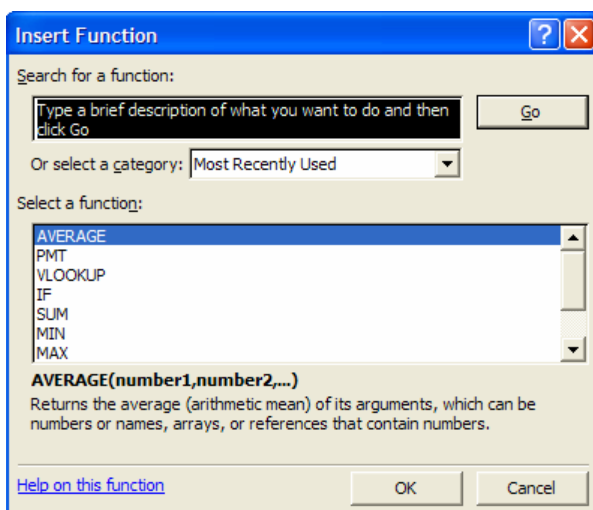 Insert Function
Search for a function:
Type a brief description of what you want to do and then
click Go
Go
Or select a category:
Most Recently Used
Select a function:
AVERAGE
PMT
VLOOKUP
IF
SUM
MIN
MAX
AVERAGE(number1,number2,...)
Returns the average (arithmetic mean) of its arguments, which can be
numbers or names, arrays, or references that contain numbers.
Help on this function
OK
Cancel